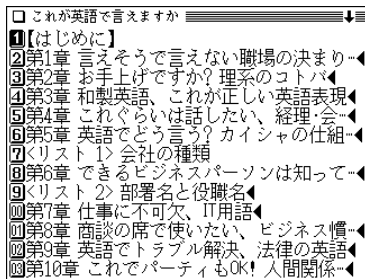 これが英語で言えますか
1【はじめに】
2第1章 言えそうで言えない職場の決まり…
3第2章 お手上げですか? 理系のコトバ
4第3章 和製英語、これが正しい英語表現
5第4章 これぐらいは話したい、経理・会…
6第5章 英語でどう言う? カイシャの仕組…
7<リスト 1> 会社の種類
8第6章 できるビジネスパーソンは知って…
9<リスト 2> 部署名と役職名
00第7章 仕事に不可欠、IT用語
01第8章 商談の席で使いたい、ビジネス慣…
02第9章 英語でトラブル解決、法律の英語
03第10章 これでパーティもOK! 人間関係…